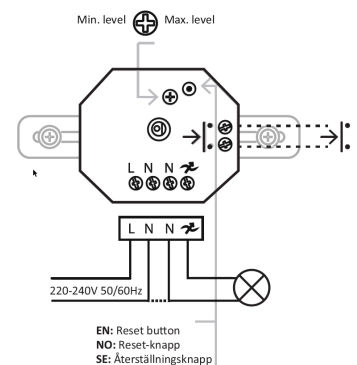 Min. level Max. level
L N N
L N N
220-240V 50/60Hz
EN: Reset button
NO: Reset-knapp
SE: Återställningsknapp